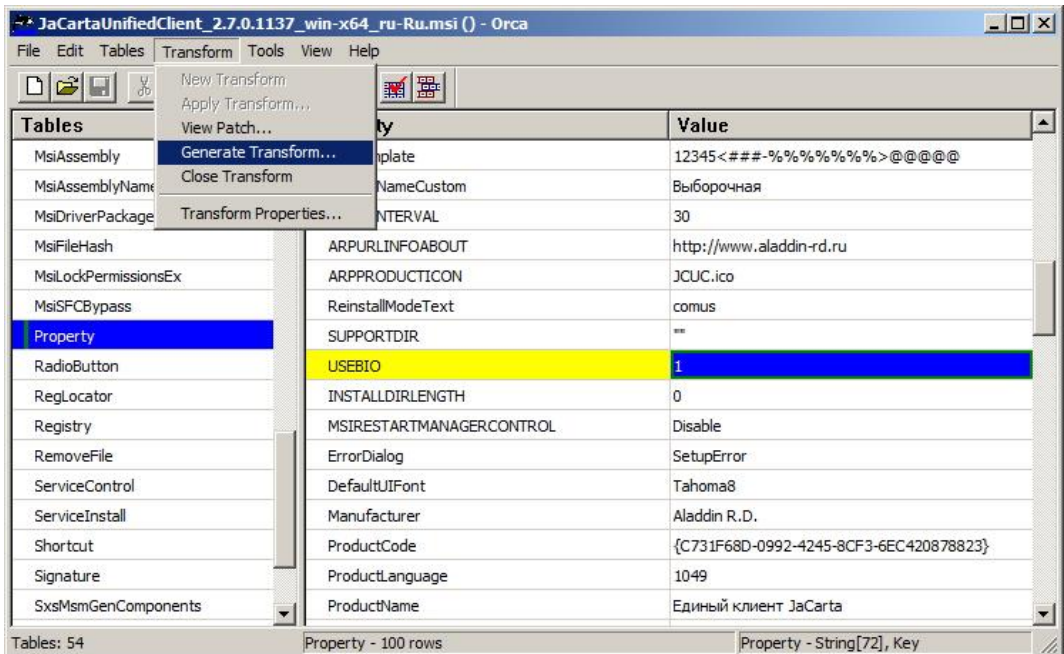 JaCartaUnifiedClient_2.7.0.1137_win-x64_ru-Ru.msi () - Orca
File Edit Tables Transform Tools View Help
New Transform
Apply Transform...
View Patch...
Generate Transform...
Close Transform
Transform Properties...
Tables
Value
MsiAssembly
12345<###-%%%%%%%>@@@@@
NameCustom
Выборочная
MsiDriverPackage
30
MsiFileHash
ARPURLINFOABOUT
http://www.aladdin-rd.ru
MsiLockPermissionsEx
ARPPRODUCTICON
JCUC.ico
MsiSFCBypass
ReinstallModeText
comus
Property
SUPPORTDIR
""
RadioButton
USEBIO
1
RegLocator
INSTALLDIRLENGTH
0
Registry
MSIRESTARTMANAGERCONTROL
Disable
RemoveFile
ErrorDialog
SetupError
ServiceControl
DefaultUIFont
Tahoma8
ServiceInstall
Manufacturer
Aladdin R.D.
Shortcut
ProductCode
{C731F68D-0992-4245-8CF3-6EC420878823}
Signature
ProductLanguage
1049
SxsMsmGenComponents
ProductName
Единый клиент JaCarta
Tables: 54
Property - 100 rows
Property - String[72], Key